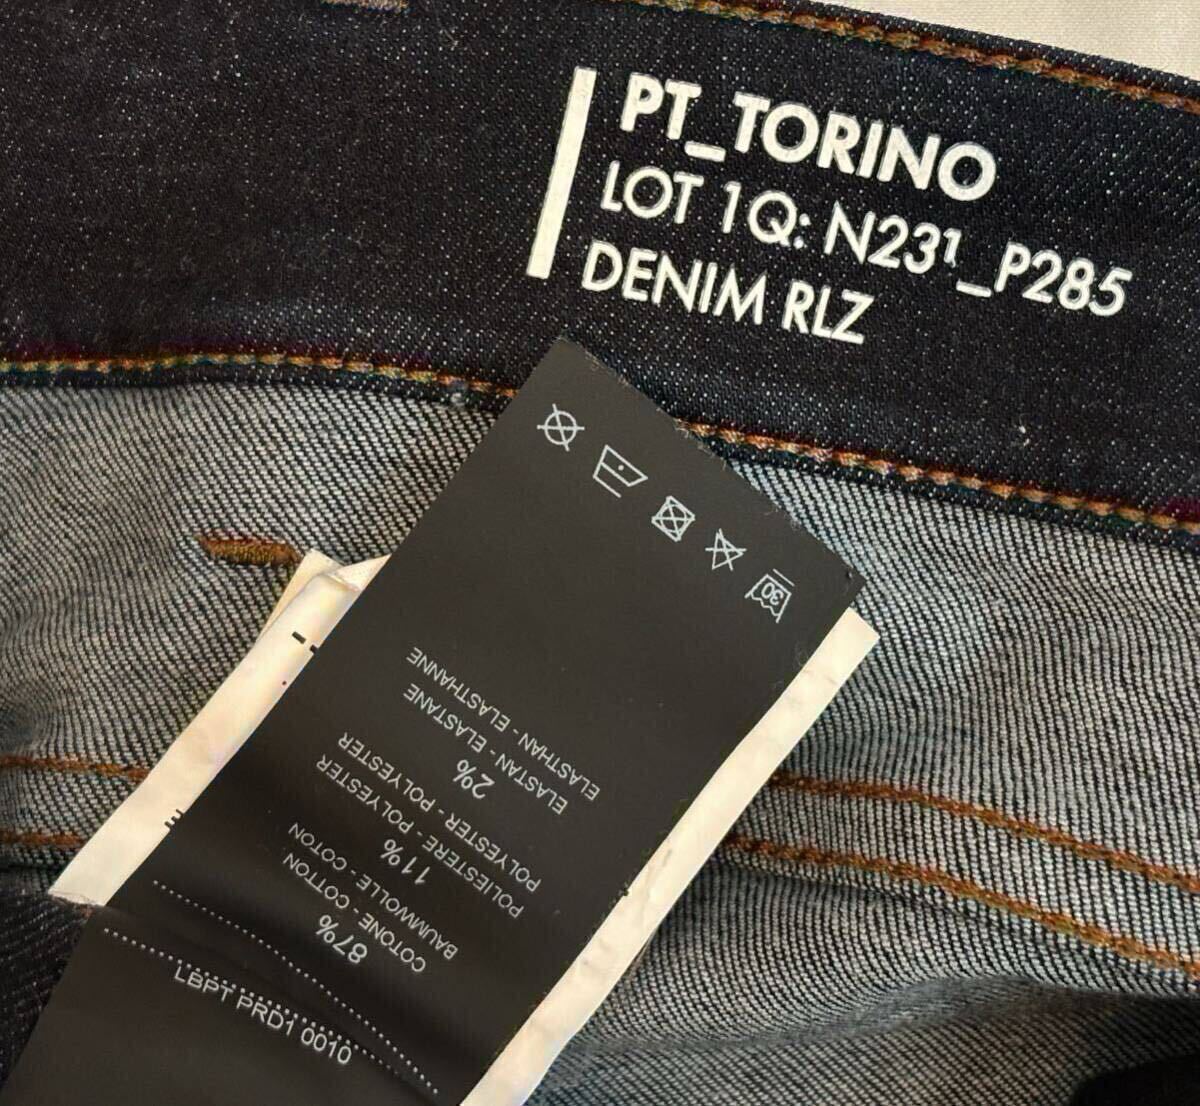 PT_TORINO
LOT 1Q: N231_P285
DENIM RLZ
30
LBPT PRD1 0010
87%
COTONE - COTTON
BAUMWOLLE - COTON
11%
POLIESTERE - POLYESTER
POLYESTER - POLYESTER
2%
ELASTAN - ELASTANE
ELASTHAN - ELASTHANNE